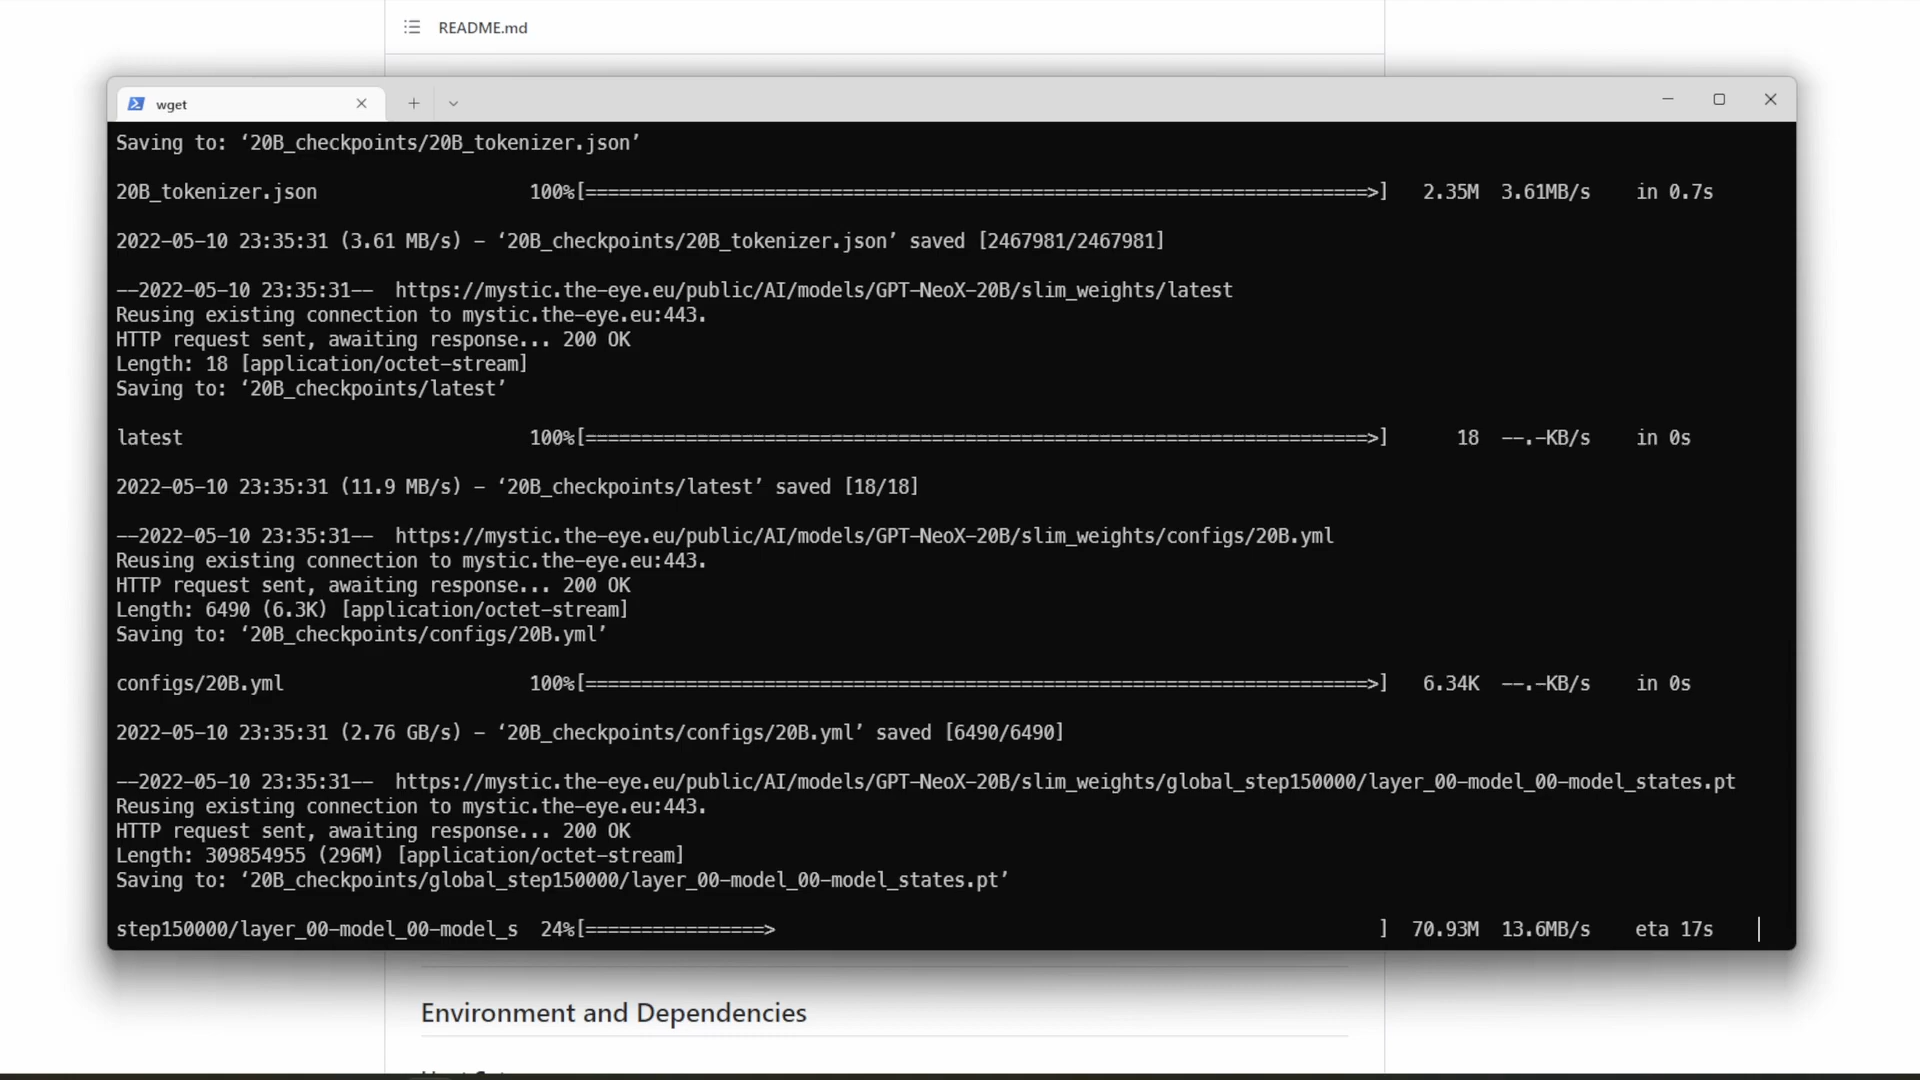 README.md
wget
Saving to: ‘20B_checkpoints/20B_tokenizer.json’
20B_tokenizer.json 100%[======================================================================>] 2.35M 3.61MB/s in 0.7s
2022-05-10 23:35:31 (3.61 MB/s) - ‘20B_checkpoints/20B_tokenizer.json’ saved [2467981/2467981]
--2022-05-10 23:35:31-- https://mystic.the-eye.eu/public/AI/models/GPT-NeoX-20B/slim_weights/latest
Reusing existing connection to mystic.the-eye.eu:443.
HTTP request sent, awaiting response... 200 OK
Length: 18 [application/octet-stream]
Saving to: ‘20B_checkpoints/latest’
latest 100%[======================================================================>] 18 --.-KB/s in 0s
2022-05-10 23:35:31 (11.9 MB/s) - ‘20B_checkpoints/latest’ saved [18/18]
--2022-05-10 23:35:31-- https://mystic.the-eye.eu/public/AI/models/GPT-NeoX-20B/slim_weights/configs/20B.yml
Reusing existing connection to mystic.the-eye.eu:443.
HTTP request sent, awaiting response... 200 OK
Length: 6490 (6.3K) [application/octet-stream]
Saving to: ‘20B_checkpoints/configs/20B.yml’
configs/20B.yml 100%[======================================================================>] 6.34K --.-KB/s in 0s
2022-05-10 23:35:31 (2.76 GB/s) - ‘20B_checkpoints/configs/20B.yml’ saved [6490/6490]
--2022-05-10 23:35:31-- https://mystic.the-eye.eu/public/AI/models/GPT-NeoX-20B/slim_weights/global_step150000/layer_00-model_00-model_states.pt
Reusing existing connection to mystic.the-eye.eu:443.
HTTP request sent, awaiting response... 200 OK
Length: 309854955 (296M) [application/octet-stream]
Saving to: ‘20B_checkpoints/global_step150000/layer_00-model_00-model_states.pt’
step150000/layer_00-model_00-model_s 24%[================> ] 70.93M 13.6MB/s eta 17s
Environment and Dependencies